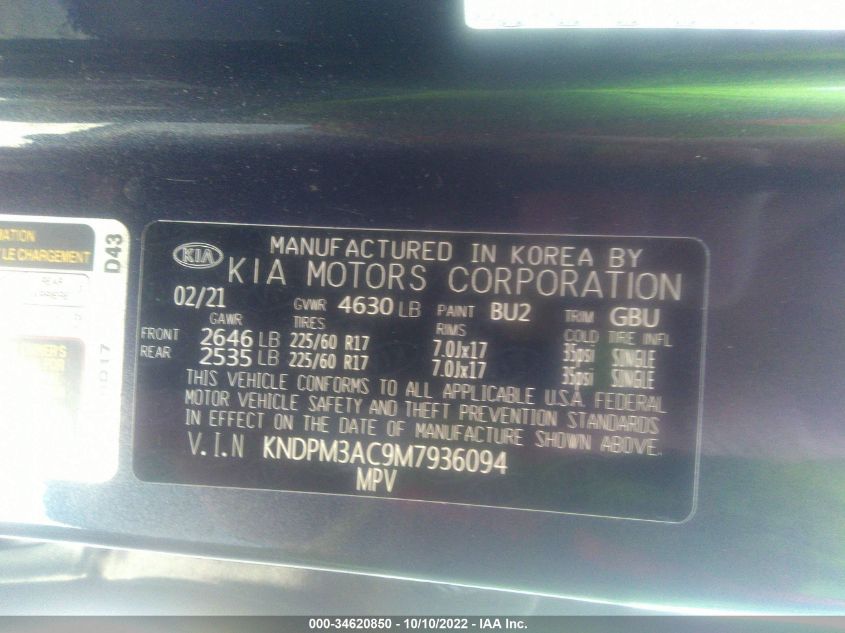 MATION
LE CHARGEMENT
D43
KIA
MANUFACTURED IN KOREA BY
KIA MOTORS CORPORATION
02/21 GVWR 4630 LB PAINT BU2 TRIM GBU
GAWR TIRES RIMS COLD TIRE INFL
FRONT 2646 LB 225/60 R17 7.0Jx17 35psi SINGLE
REAR 2535 LB 225/60 R17 7.0Jx17 35psi SINGLE
THIS VEHICLE CONFORMS TO ALL APPLICABLE U.S.A. FEDERAL
MOTOR VEHICLE SAFETY AND THEFT PREVENTION STANDARDS
IN EFFECT ON THE DATE OF MANUFACTURE SHOWN ABOVE.
V.I.N KNDPM3AC9M7936094
MPV
000-34620850 - 10/10/2022 - IAA Inc.